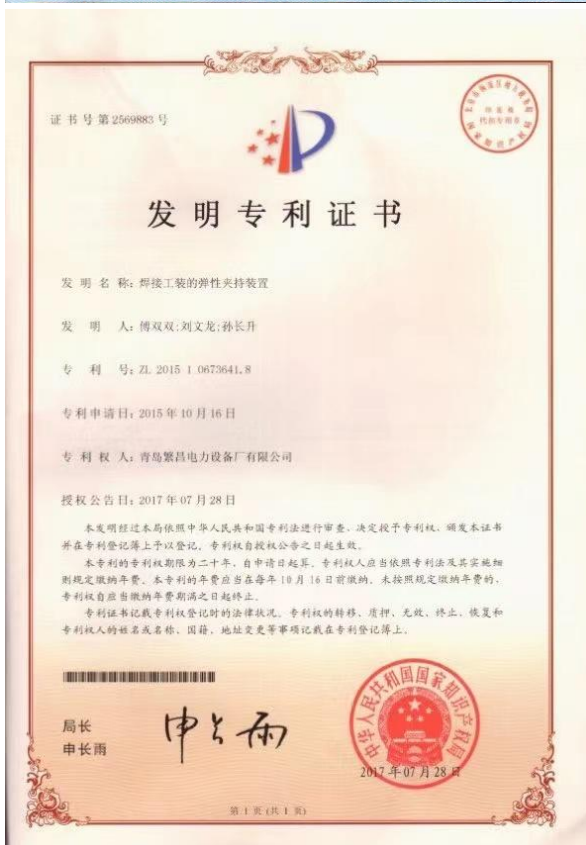 证书号第2569883号
印花税
代扣专用章
发明专利证书
发明名称：焊接工装的弹性夹持装置
发明人：傅双双;刘文龙;孙长升
专利号：ZL 2015 1 0673641.8
专利申请日：2015年10月16日
专利权人：青岛繁昌电力设备厂有限公司
授权公告日：2017年07月28日
本发明经过本局依照中华人民共和国专利法进行审查，决定授予专利权，颁发本证书
并在专利登记簿上予以登记。专利权自授权公告之日起生效。
本专利的专利权期限为二十年，自申请日起算。专利权人应当依照专利法及其实施细
则规定缴纳年费。本专利的年费应当在每年10月16日前缴纳。未按照规定缴纳年费的，
专利权自应当缴纳年费期满之日起终止。
专利证书记载专利权登记时的法律状况。专利权的转移、质押、无效、终止、恢复和
专利权人的姓名或名称、国籍、地址变更等事项记载在专利登记簿上。
局长
申长雨
申长雨
中华人民共和国国家知识产权局
2017年07月28日
第1页(共1页)